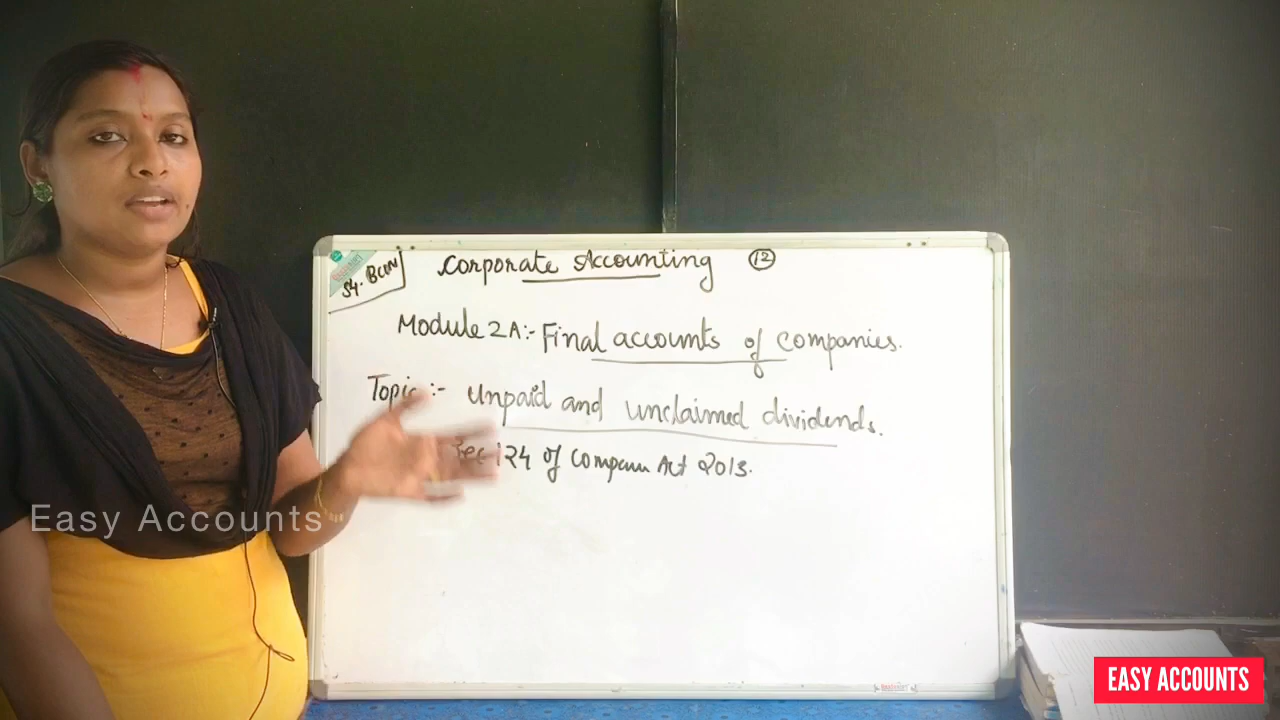 S4. BCom
Corporate Accounting 12
Module 2A:- Final accounts of companies.
Topic:- Unpaid and unclaimed dividends.
Sec 124 of Compan Act 2013.
Easy Accounts
EASY ACCOUNTS